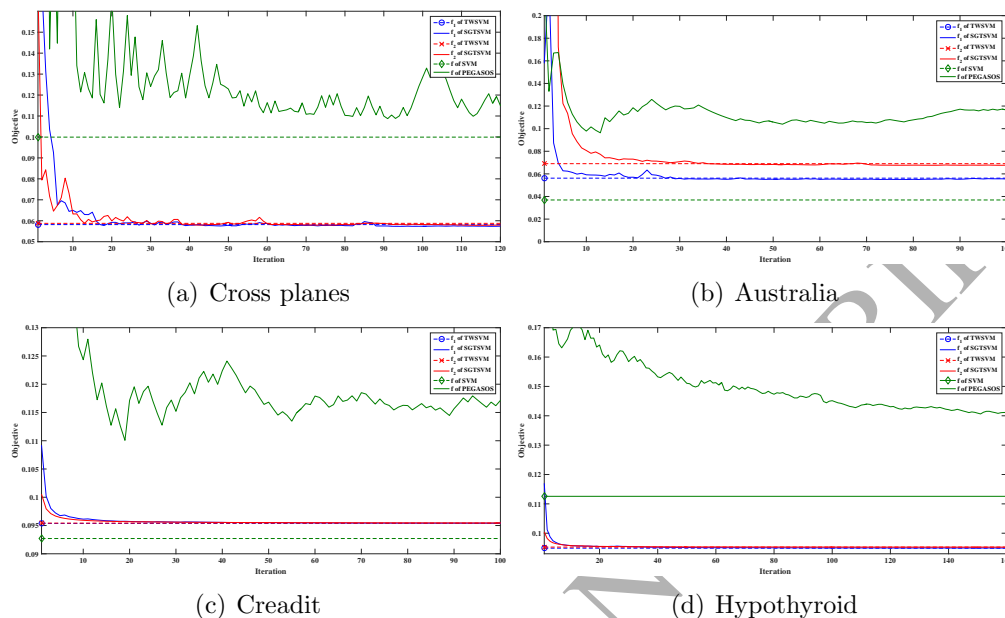 0.15
0.14
0.13
0.12
0.11
0.1
0.09
0.08
0.07
0.06
0.05
Objective
10 20 30 40 50 60 70 80 90 100 110 120
Iteration
f1 of TWSVM
f1 of SGTSVM
f2 of TWSVM
f2 of SGTSVM
f of SVM
f of PEGASOS
(a) Cross planes
0.2
0.18
0.16
0.14
0.12
0.1
0.08
0.06
0.04
0.02
0
Objective
10 20 30 40 50 60 70 80 90 100
Iteration
f1 of TWSVM
f1 of SGTSVM
f2 of TWSVM
f2 of SGTSVM
f of SVM
f of PEGASOS
(b) Australia
0.13
0.125
0.12
0.115
0.11
0.105
0.1
0.095
0.09
Objective
10 20 30 40 50 60 70 80 90 100
Iteration
f1 of TWSVM
f1 of SGTSVM
f2 of TWSVM
f2 of SGTSVM
f of SVM
f of PEGASOS
(c) Creadit
0.17
0.16
0.15
0.14
0.13
0.12
0.11
0.1
Objective
20 40 60 80 100 120 140
Iteration
f1 of TWSVM
f1 of SGTSVM
f2 of TWSVM
f2 of SGTSVM
f of SVM
f of PEGASOS
(d) Hypothyroid